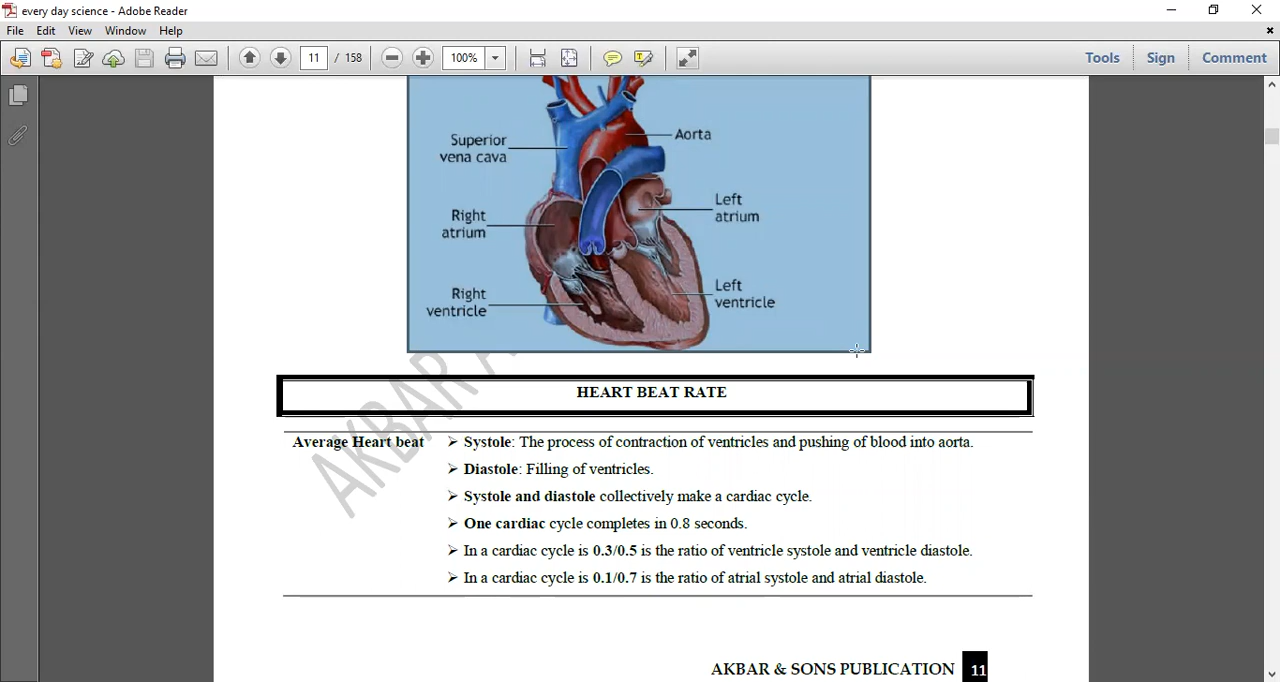 every day science - Adobe Reader
File Edit View Window Help
11 / 158 100% Tools Sign Comment
Superior
vena cava
Aorta
Left
atrium
Right
atrium
Left
ventricle
Right
ventricle
AKBAR A
HEART BEAT RATE
Average Heart beat ➢ Systole: The process of contraction of ventricles and pushing of blood into aorta.
➢ Diastole: Filling of ventricles.
➢ Systole and diastole collectively make a cardiac cycle.
➢ One cardiac cycle completes in 0.8 seconds.
➢ In a cardiac cycle is 0.3/0.5 is the ratio of ventricle systole and ventricle diastole.
➢ In a cardiac cycle is 0.1/0.7 is the ratio of atrial systole and atrial diastole.
AKBAR & SONS PUBLICATION 11